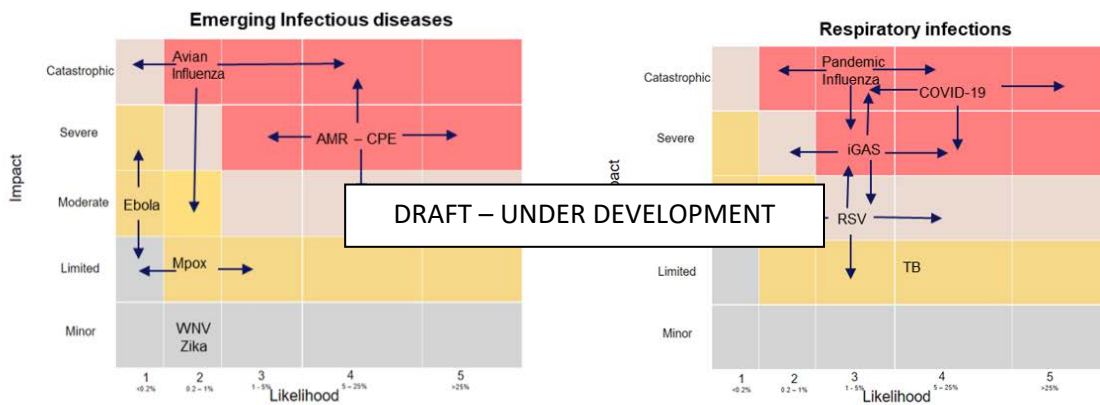 Emerging Infectious diseases
Impact
Catastrophic
Avian
Influenza
Severe
AMR – CPE
Moderate
Ebola
Limited
Mpox
Minor
WNV
Zika
1
<0.2%
2
0.2 – 1%
3
1 - 5%
4
5 – 25%
5
>25%
Likelihood
DRAFT – UNDER DEVELOPMENT
Respiratory infections
Catastrophic
Pandemic
Influenza
COVID-19
Severe
iGAS
RSV
Limited
TB
Minor
1
<0.2%
2
0.2 – 1%
3
1 - 5%
4
5 – 25%
5
>25%
Likelihood